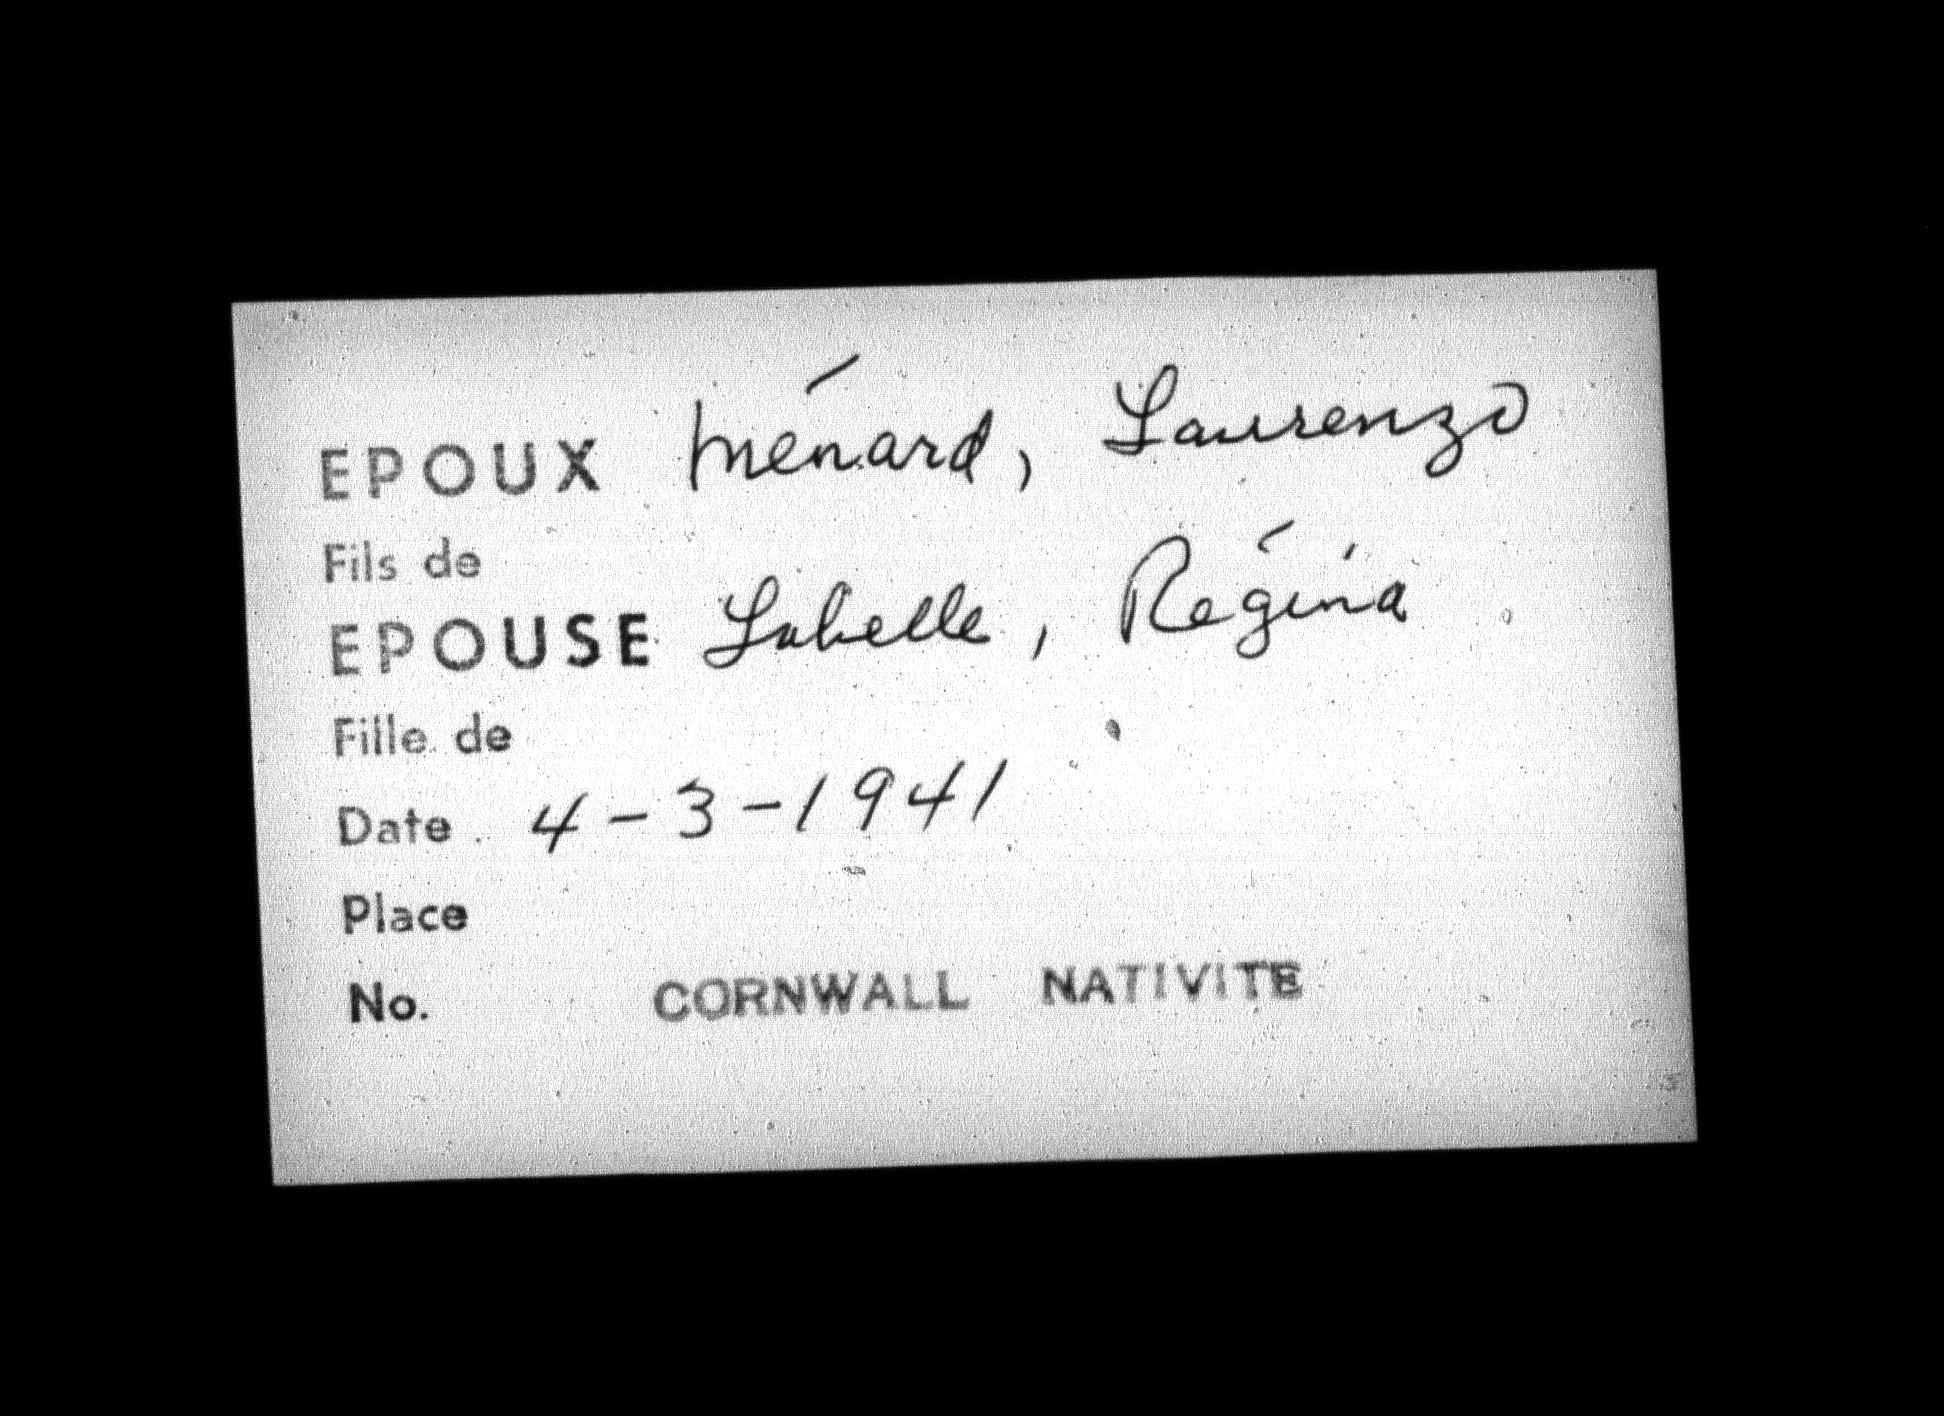 EPOUX Ménard, Laurenzo
Fils de
EPOUSE Labelle, Régina
Fille de
Date 4-3-1941
Place
No. CORNWALL NATIVITE